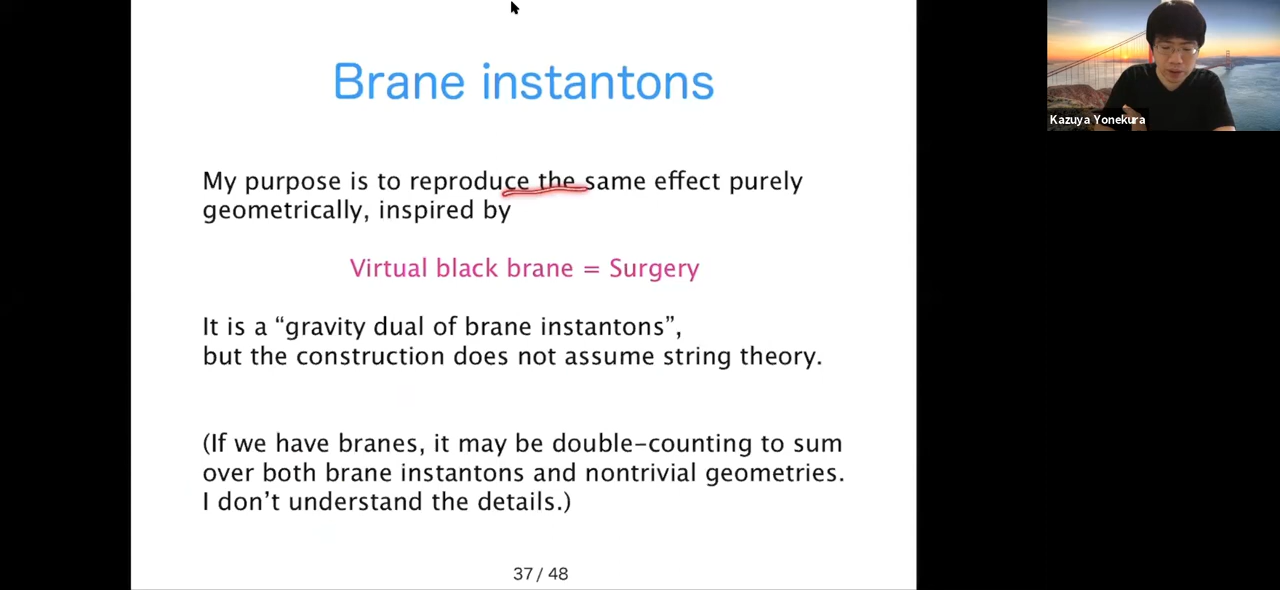 Brane instantons
My purpose is to reproduce the same effect purely
geometrically, inspired by
Virtual black brane = Surgery
It is a “gravity dual of brane instantons”,
but the construction does not assume string theory.
(If we have branes, it may be double-counting to sum
over both brane instantons and nontrivial geometries.
I don’t understand the details.)
37 / 48
Kazuya Yonekura